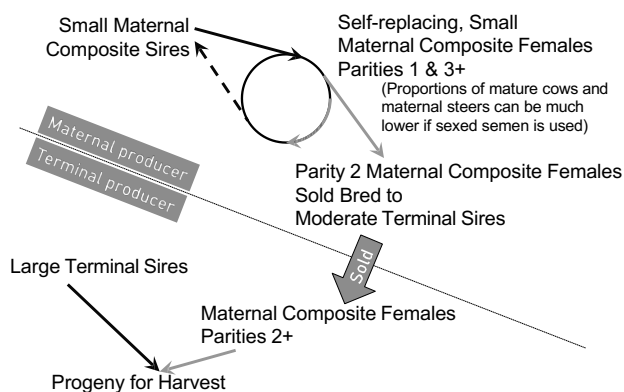 Small Maternal
Composite Sires
Self-replacing, Small
Maternal Composite Females
Parities 1 & 3+
(Proportions of mature cows and
maternal steers can be much
lower if sexed semen is used)
Maternal producer
Terminal producer
Parity 2 Maternal Composite Females
Sold Bred to
Moderate Terminal Sires
Sold
Large Terminal Sires
Maternal Composite Females
Parities 2+
Progeny for Harvest